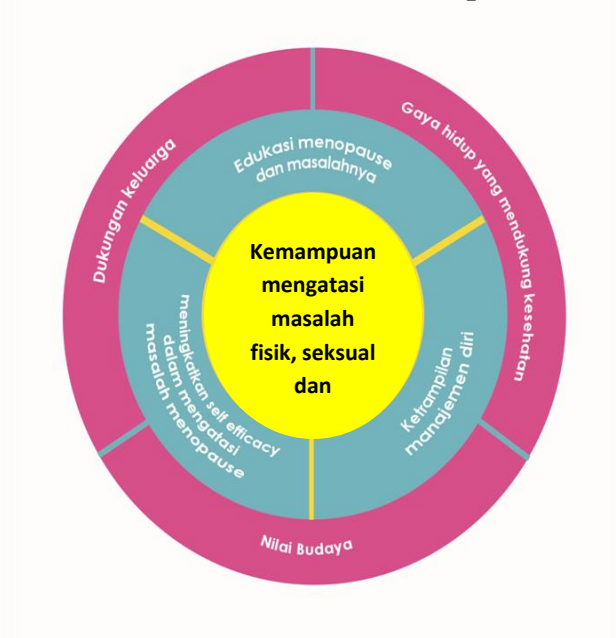 Dukungan keluarga
Gaya hidup yang mendukung kesehatan
Edukasi menopause
dan masalahnya
Kemampuan
mengatasi
masalah
fisik, seksual
dan
meningkatkan self efficacy
dalam mengatasi
masalah menopause
Ketrampilan
manajemen diri
Nilai Budaya